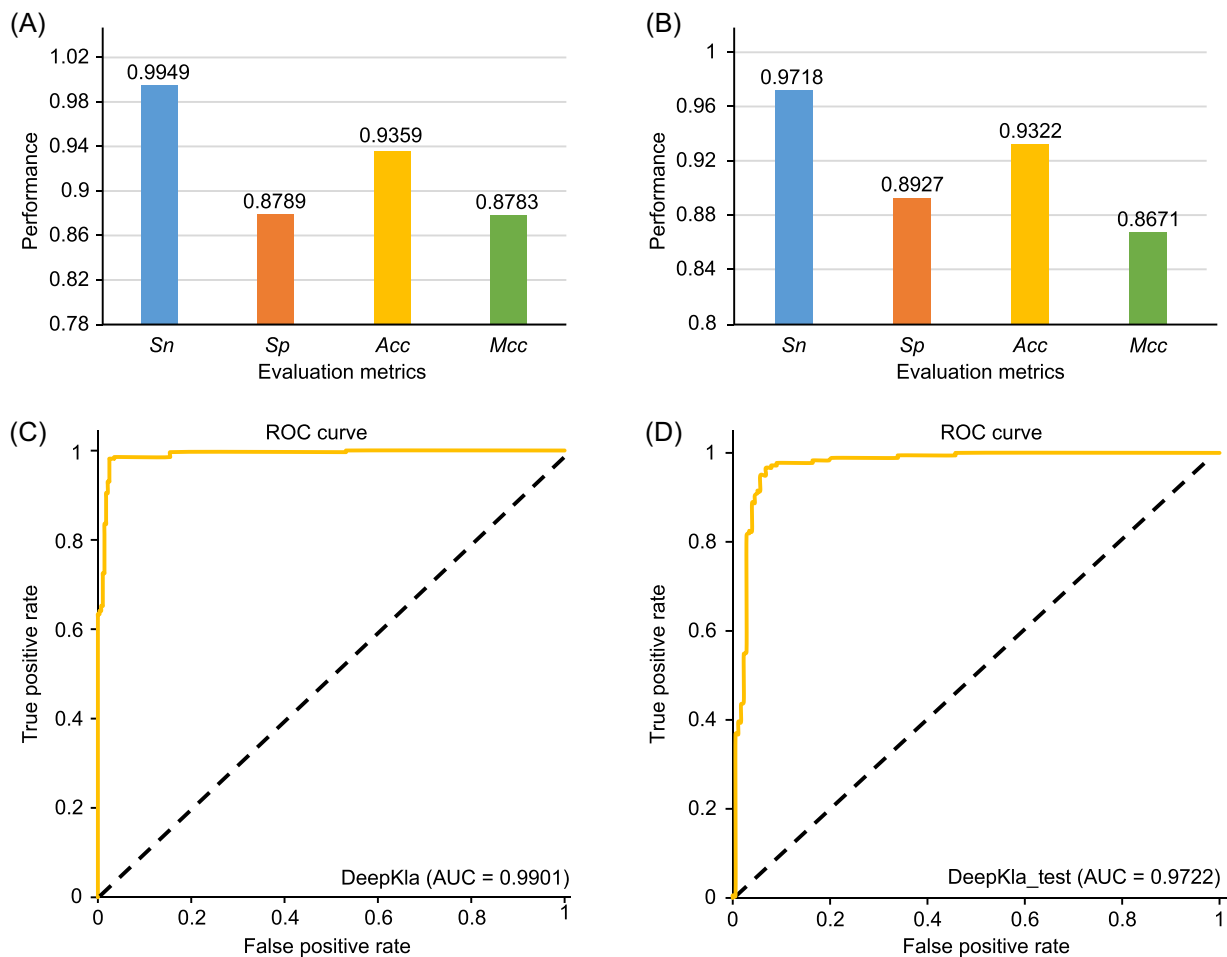 (A)
Performance
1.02
0.98
0.94
0.9
0.86
0.82
0.78
0.9949
0.8789
0.9359
0.8783
Sn Sp Acc Mcc
Evaluation metrics
(B)
Performance
1
0.96
0.92
0.88
0.84
0.8
0.9718
0.8927
0.9322
0.8671
Sn Sp Acc Mcc
Evaluation metrics
(C)
ROC curve
True positive rate
1
0.8
0.6
0.4
0.2
0
DeepKla (AUC = 0.9901)
0 0.2 0.4 0.6 0.8 1
False positive rate
(D)
ROC curve
True positive rate
1
0.8
0.6
0.4
0.2
0
DeepKla_test (AUC = 0.9722)
0 0.2 0.4 0.6 0.8 1
False positive rate